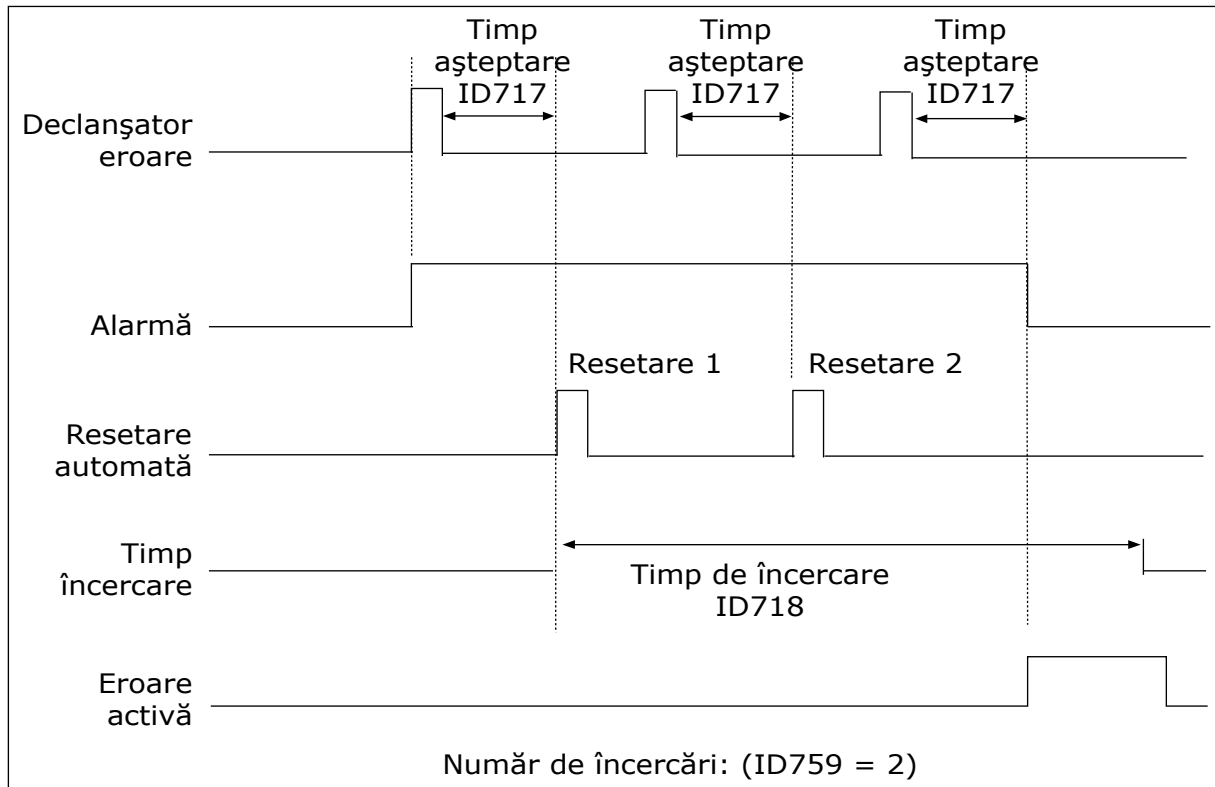 Timp
aşteptare
ID717
Timp
aşteptare
ID717
Timp
aşteptare
ID717
Declanşator
eroare
Alarmă
Resetare 1
Resetare 2
Resetare
automată
Timp
încercare
Timp de încercare
ID718
Eroare
activă
Număr de încercări: (ID759 = 2)